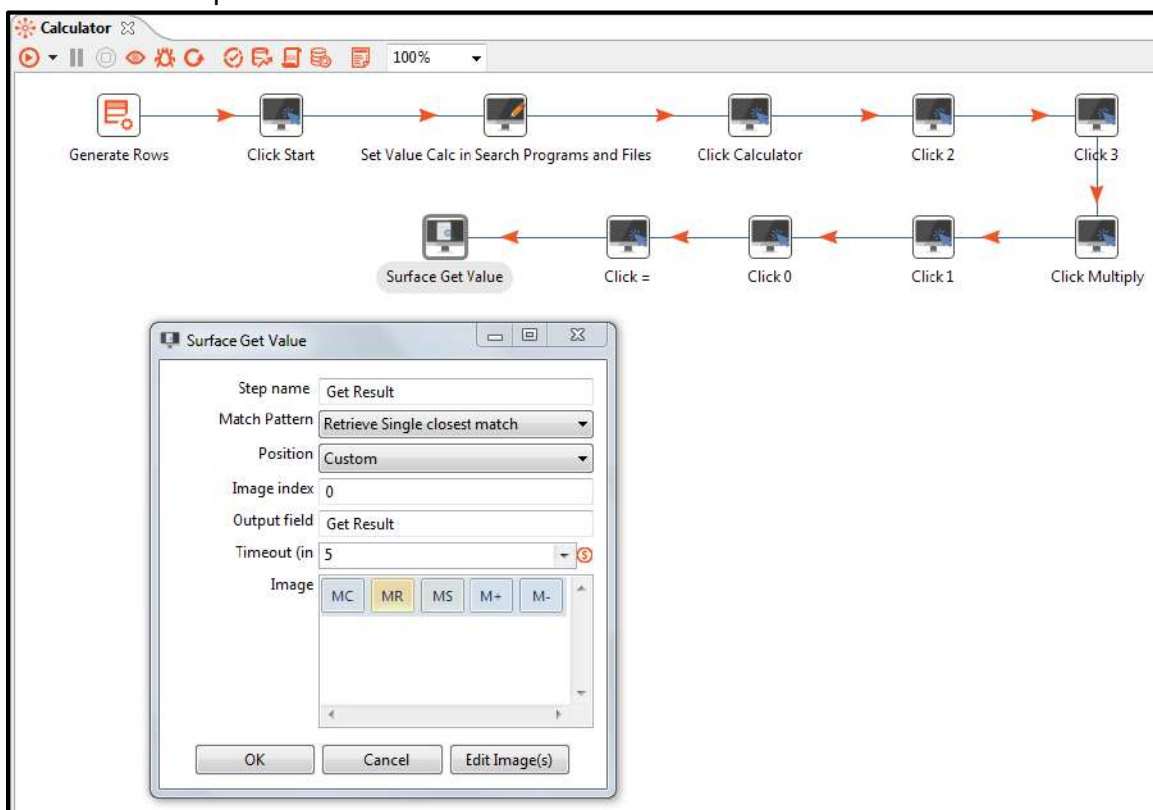 Calculator
100%
Generate Rows
Click Start
Set Value Calc in Search Programs and Files
Click Calculator
Click 2
Click 3
Surface Get Value
Click =
Click 0
Click 1
Click Multiply
Surface Get Value
Step name Get Result
Match Pattern Retrieve Single closest match
Position Custom
Image index 0
Output field Get Result
Timeout (in 5
Image MC MR MS M+ M-
OK Cancel Edit Image(s)